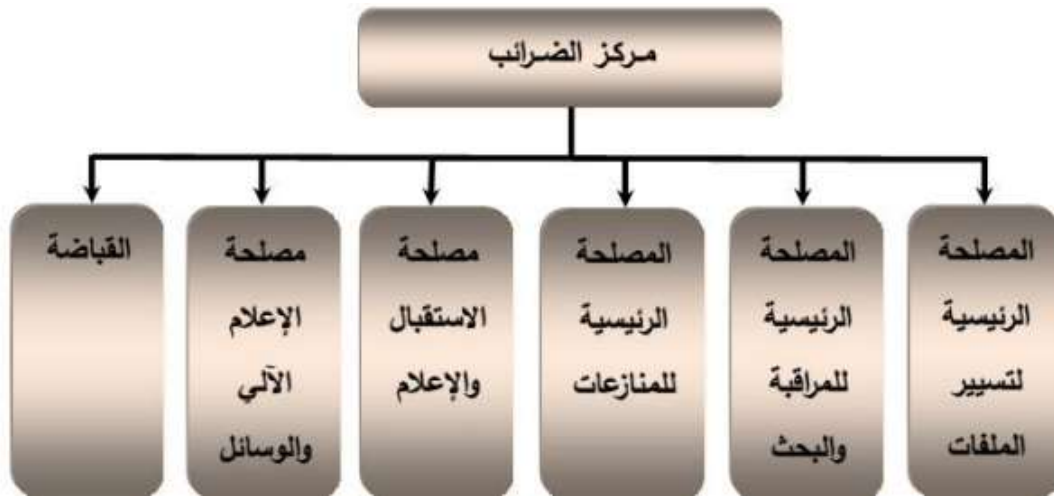 مركز الضرائب
المصلحة
الرئيسية
لتسيير
الملفات
المصلحة
الرئيسية
للمراقبة
والبحث
المصلحة
الرئيسية
للمنازعات
مصلحة
الاستقبال
والإعلام
مصلحة
الإعلام
الآلي
والوسائل
القباضة